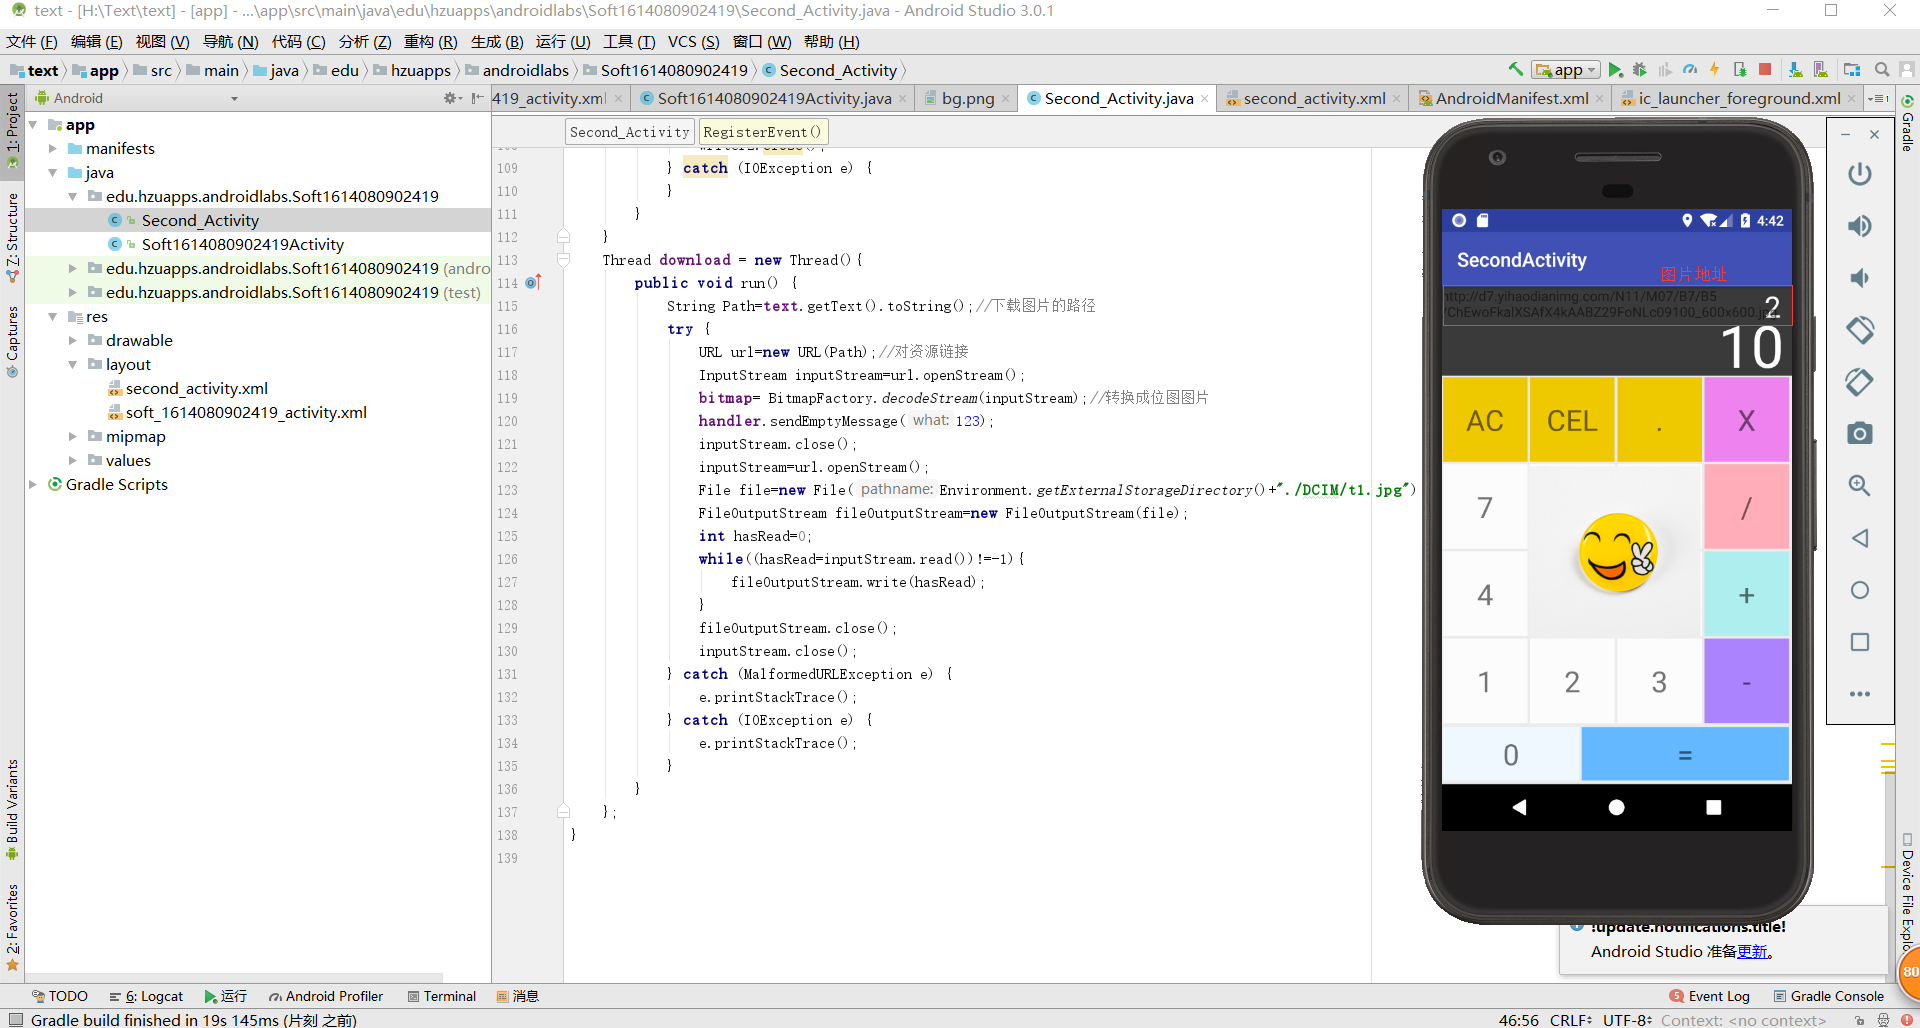 text - [H:\Text\text] - [app] - ...\app\src\main\java\edu\hzuapps\androidlabs\Soft1614080902419\Second_Activity.java - Android Studio 3.0.1
文件 (F) 编辑 (E) 视图 (V) 导航 (N) 代码 (C) 分析 (Z) 重构 (R) 生成 (B) 运行 (U) 工具 (T) VCS (S) 窗口 (W) 帮助 (H)
text app src main java edu hzuapps androidlabs Soft1614080902419 Second_Activity
app
Android
419_activity.xml Soft1614080902419Activity.java bg.png Second_Activity.java second_activity.xml AndroidManifest.xml ic_launcher_foreground.xml
1
1: Project
Z: Structure
Captures
Build Variants
2: Favorites
app
manifests
java
edu.hzuapps.androidlabs.Soft1614080902419
Second_Activity
Soft1614080902419Activity
edu.hzuapps.androidlabs.Soft1614080902419 (andro
edu.hzuapps.androidlabs.Soft1614080902419 (test)
res
drawable
layout
second_activity.xml
soft_1614080902419_activity.xml
mipmap
values
Gradle Scripts
Second_Activity RegisterEvent()
109 } catch (IOException e) {
110 }
111 }
112 }
113 Thread download = new Thread(){
114 public void run() {
115 String Path=text.getText().toString();//下载图片的路径
116 try {
117 URL url=new URL(Path);//对资源链接
118 InputStream inputStream=url.openStream();
119 bitmap= BitmapFactory.decodeStream(inputStream);//转换成位图图片
120 handler.sendEmptyMessage( what: 123);
121 inputStream.close();
122 inputStream=url.openStream();
123 File file=new File( pathname: Environment.getExternalStorageDirectory()+"./DCIM/t1.jpg")
124 FileOutputStream fileOutputStream=new FileOutputStream(file);
125 int hasRead=0;
126 while((hasRead=inputStream.read())!=-1){
127 fileOutputStream.write(hasRead);
128 }
129 fileOutputStream.close();
130 inputStream.close();
131 } catch (MalformedURLException e) {
132 e.printStackTrace();
133 } catch (IOException e) {
134 e.printStackTrace();
135 }
136 }
137 };
138 }
139
4:42
SecondActivity
图片地址
http://d7.yihaodianimg.com/N11/M07/B7/B5
/ChEwoFkalXSAfX4kAABZ29FoNLc09100_600x600.jpg
2
10
AC CEL . X
7 /
4 +
1 2 3 -
0 =
Gradle
Device File Explo
!update.notifications.title!
Android Studio 准备更新。
80
TODO 6: Logcat 运行 Android Profiler Terminal 消息
5 Event Log Gradle Console
Gradle build finished in 19s 145ms (片刻 之前)
46:56 CRLF UTF-8 Context: <no context>